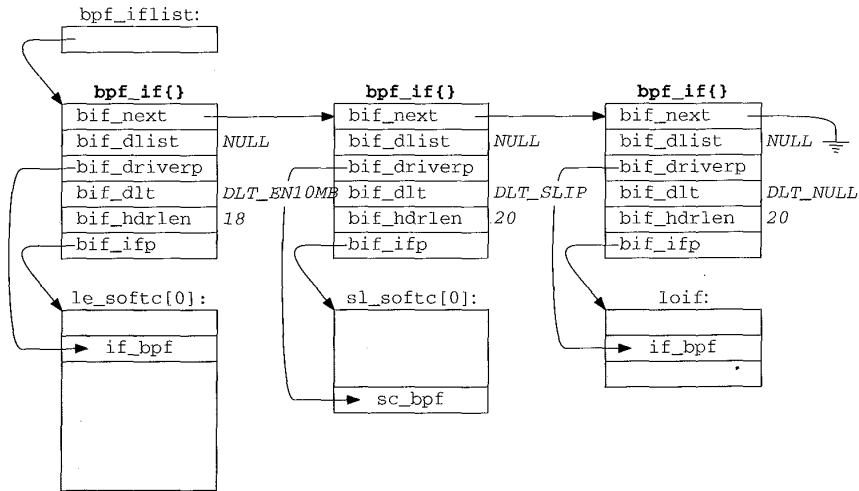 bpf_iflist:
bpf_if{} bpf_if{} bpf_if{}
bif_next bif_next bif_next
bif_dlist NULL bif_dlist NULL bif_dlist NULL
bif_driverp bif_driverp bif_driverp
bif_dlt DLT_EN10MB bif_dlt DLT_SLIP bif_dlt DLT_NULL
bif_hdrlen 18 bif_hdrlen 20 bif_hdrlen 20
bif_ifp bif_ifp bif_ifp
le_softc[0]: sl_softc[0]: loif:
if_bpf if_bpf
sc_bpf